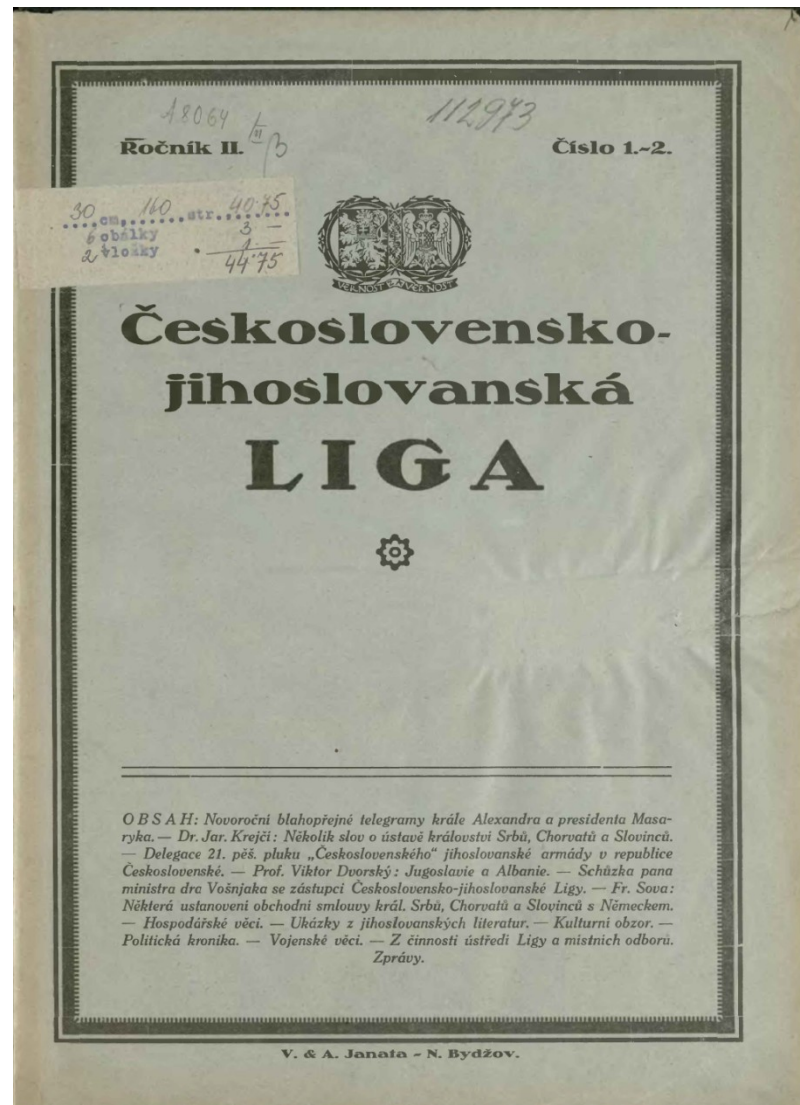 18064
112973
Ročník II.
Číslo 1.-2.
30 cm, 160 str. 40·75
6 obálky 3 —
2 vložky 1 —
44·75
VĚRNOST ZA VĚRNOST
Československo-
jihoslovanská
LIGA
OBSAH: Novoroční blahopřejné telegramy krále Alexandra a presidenta Masa-
ryka. — Dr. Jar. Krejčí: Několik slov o ústavě království Srbů, Chorvatů a Slovinců.
— Delegace 21. pěš. pluku „Československého“ jihoslovanské armády v republice
Československé. — Prof. Viktor Dvorský: Jugoslavie a Albanie. — Schůzka pana
ministra dra Vošnjaka se zástupci Československo-jihoslovanské Ligy. — Fr. Sova:
Některá ustanovení obchodní smlouvy král. Srbů, Chorvatů a Slovinců s Německem.
— Hospodářské věci. — Ukázky z jihoslovanských literatur. — Kulturní obzor. —
Politická kronika. — Vojenské věci. — Z činnosti ústředí Ligy a místních odborů.
Zprávy.
V. & A. Janata - N. Bydžov.